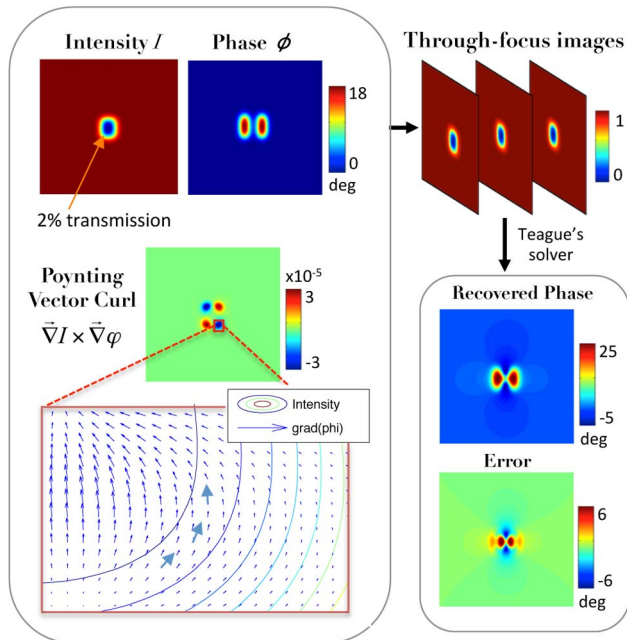 Intensity I
Phase ϕ
Through-focus images
18
0
deg
1
0
2% transmission
Teague's
solver
Poynting
Vector Curl
∇⃗I × ∇⃗φ
x10⁻⁵
3
-3
Recovered Phase
25
-5
deg
Intensity
grad(phi)
Error
6
-6
deg